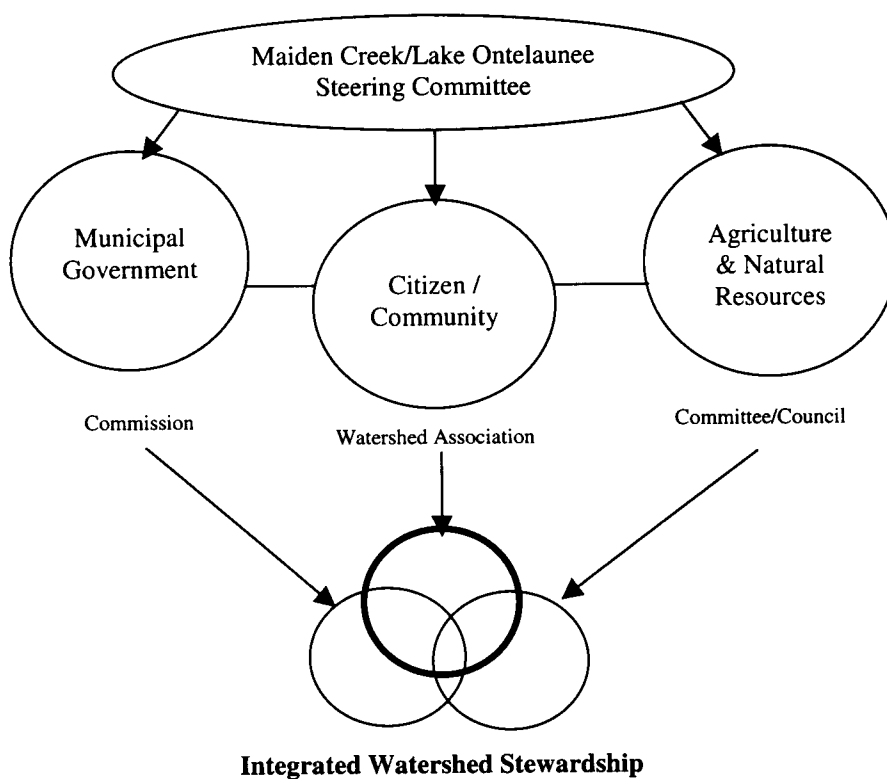 Maiden Creek/Lake Ontelaunee
Steering Committee
Municipal
Government
Citizen /
Community
Agriculture
& Natural
Resources
Commission
Watershed Association
Committee/Council
Integrated Watershed Stewardship